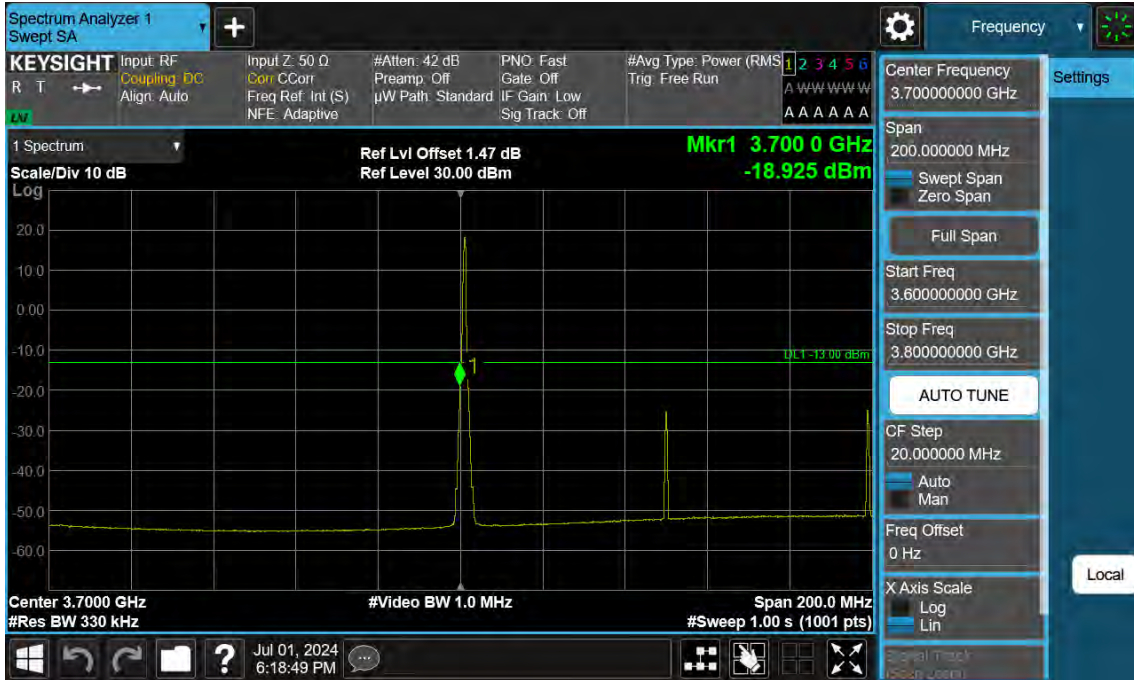 Spectrum Analyzer 1
Swept SA
+
Frequency
KEYSIGHT
R T
LXI
Input: RF
Coupling: DC
Align: Auto
Input Z: 50 Ω
Corr CCorr
Freq Ref: Int (S)
NFE: Adaptive
#Atten: 42 dB
Preamp: Off
µW Path: Standard
PNO: Fast
Gate: Off
IF Gain: Low
Sig Track: Off
#Avg Type: Power (RMS
Trig: Free Run
1 2 3 4 5 6
A W W W W W
A A A A A A
1 Spectrum
Scale/Div 10 dB
Log
Ref Lvl Offset 1.47 dB
Ref Level 30.00 dBm
Mkr1 3.700 0 GHz
-18.925 dBm
20.0
10.0
0.00
-10.0
-20.0
-30.0
-40.0
-50.0
-60.0
DL1 -13.00 dBm
1
Center 3.7000 GHz
#Res BW 330 kHz
#Video BW 1.0 MHz
Span 200.0 MHz
#Sweep 1.00 s (1001 pts)
Center Frequency
3.700000000 GHz
Settings
Span
200.000000 MHz
Swept Span
Zero Span
Full Span
Start Freq
3.600000000 GHz
Stop Freq
3.800000000 GHz
AUTO TUNE
CF Step
20.000000 MHz
Auto
Man
Freq Offset
0 Hz
X Axis Scale
Log
Lin
Signal Track
(Span Zoom)
Local
?
Jul 01, 2024
6:18:49 PM